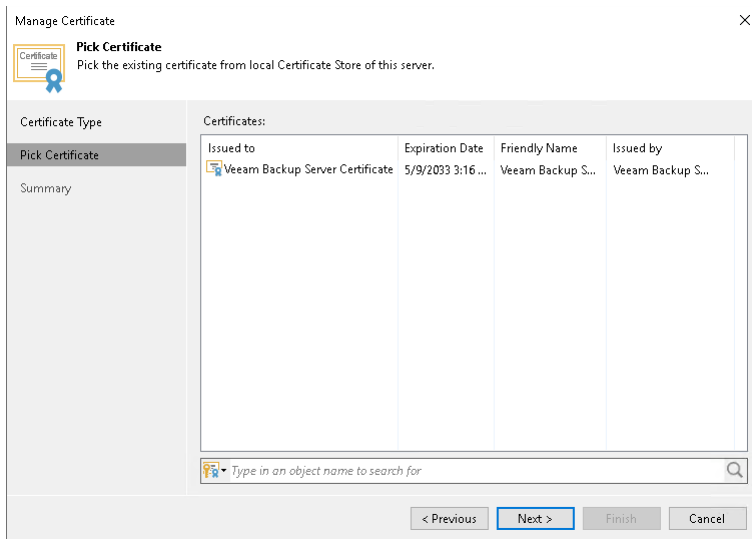 Manage Certificate
Certificate
Pick Certificate
Pick the existing certificate from local Certificate Store of this server.
Certificate Type
Pick Certificate
Summary
Certificates:
Issued to Expiration Date Friendly Name Issued by
Veeam Backup Server Certificate 5/9/2033 3:16 ... Veeam Backup S... Veeam Backup S...
Type in an object name to search for
< Previous Next > Finish Cancel